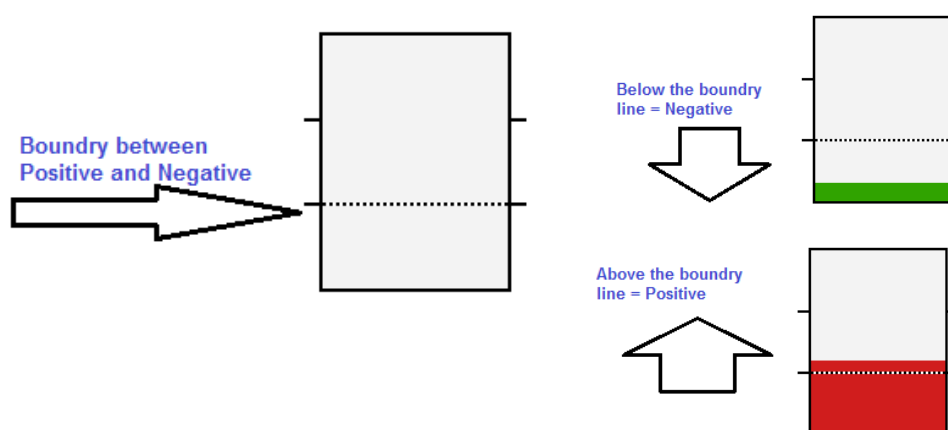 Boundry between
Positive and Negative
Below the boundry
line = Negative
Above the boundry
line = Positive